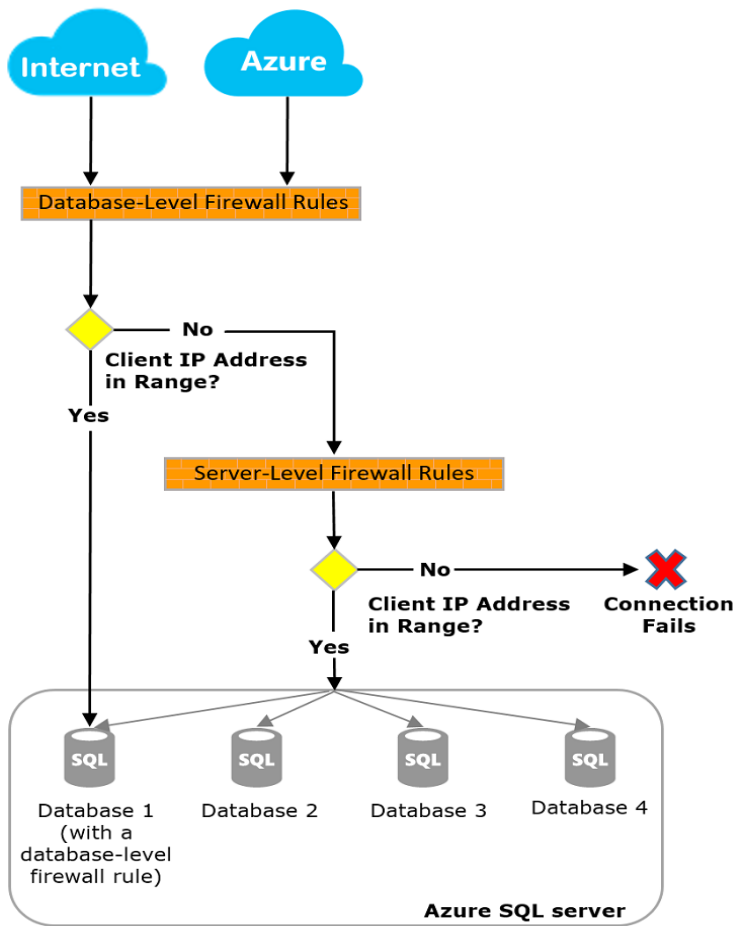 Internet
Azure
Database-Level Firewall Rules
No
Client IP Address
in Range?
Yes
Server-Level Firewall Rules
No
Client IP Address
in Range?
Connection
Fails
Yes
SQL
SQL
SQL
SQL
Database 1
(with a
database-level
firewall rule)
Database 2
Database 3
Database 4
Azure SQL server